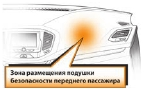 Зона размещения подушки
безопасности переднего пассажира